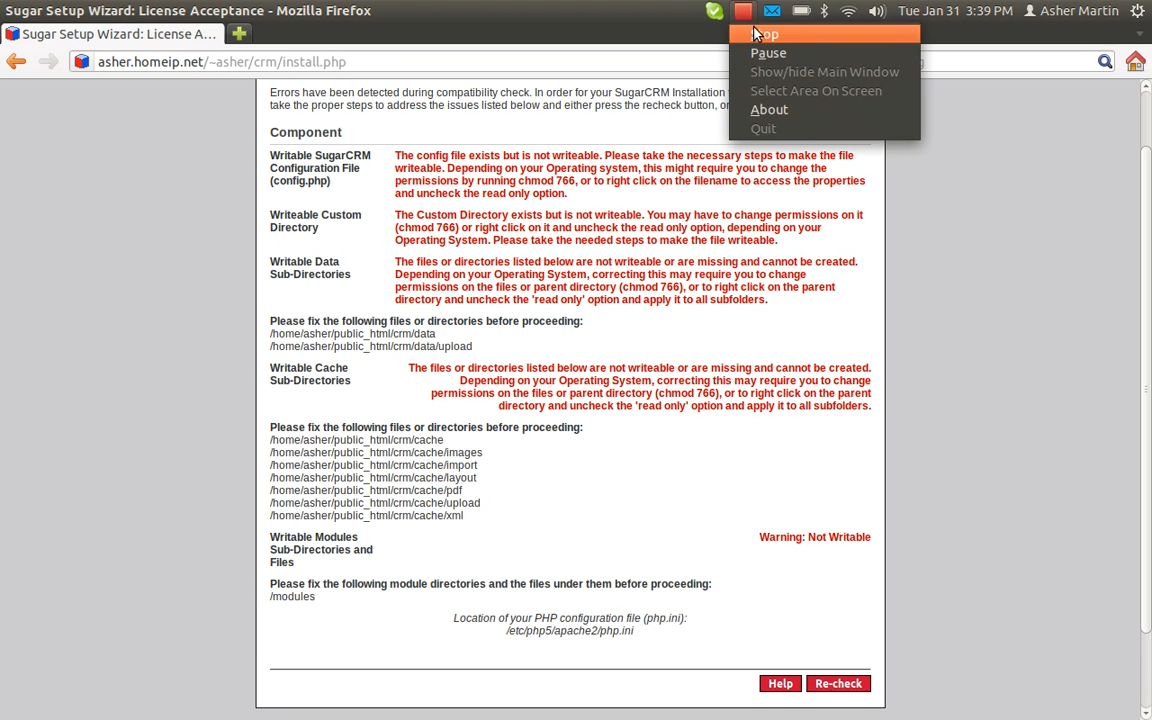 Sugar Setup Wizard: License Acceptance - Mozilla Firefox
Tue Jan 31 3:39 PM Asher Martin
Sugar Setup Wizard: License A...
asher.homeip.net/~asher/crm/install.php
Pause
Show/hide Main Window
Select Area On Screen
About
Quit
Errors have been detected during compatibility check. In order for your SugarCRM Installation
take the proper steps to address the issues listed below and either press the recheck button,
Component
Writable SugarCRM
Configuration File
(config.php)
The config file exists but is not writeable. Please take the necessary steps to make the file
writeable. Depending on your Operating system, this might require you to change the
permissions by running chmod 766, or to right click on the filename to access the properties
and uncheck the read only option.
Writeable Custom
Directory
The Custom Directory exists but is not writeable. You may have to change permissions on it
(chmod 766) or right click on it and uncheck the read only option, depending on your
Operating System. Please take the needed steps to make the file writeable.
Writable Data
Sub-Directories
The files or directories listed below are not writeable or are missing and cannot be created.
Depending on your Operating System, correcting this may require you to change
permissions on the files or parent directory (chmod 766), or to right click on the parent
directory and uncheck the 'read only' option and apply it to all subfolders.
Please fix the following files or directories before proceeding:
/home/asher/public_html/crm/data
/home/asher/public_html/crm/data/upload
Writable Cache
Sub-Directories
The files or directories listed below are not writeable or are missing and cannot be created.
Depending on your Operating System, correcting this may require you to change
permissions on the files or parent directory (chmod 766), or to right click on the parent
directory and uncheck the 'read only' option and apply it to all subfolders.
Please fix the following files or directories before proceeding:
/home/asher/public_html/crm/cache
/home/asher/public_html/crm/cache/images
/home/asher/public_html/crm/cache/import
/home/asher/public_html/crm/cache/layout
/home/asher/public_html/crm/cache/pdf
/home/asher/public_html/crm/cache/upload
/home/asher/public_html/crm/cache/xml
Writable Modules
Sub-Directories and
Files
Warning: Not Writable
Please fix the following module directories and the files under them before proceeding:
/modules
Location of your PHP configuration file (php.ini):
/etc/php5/apache2/php.ini
Help Re-check